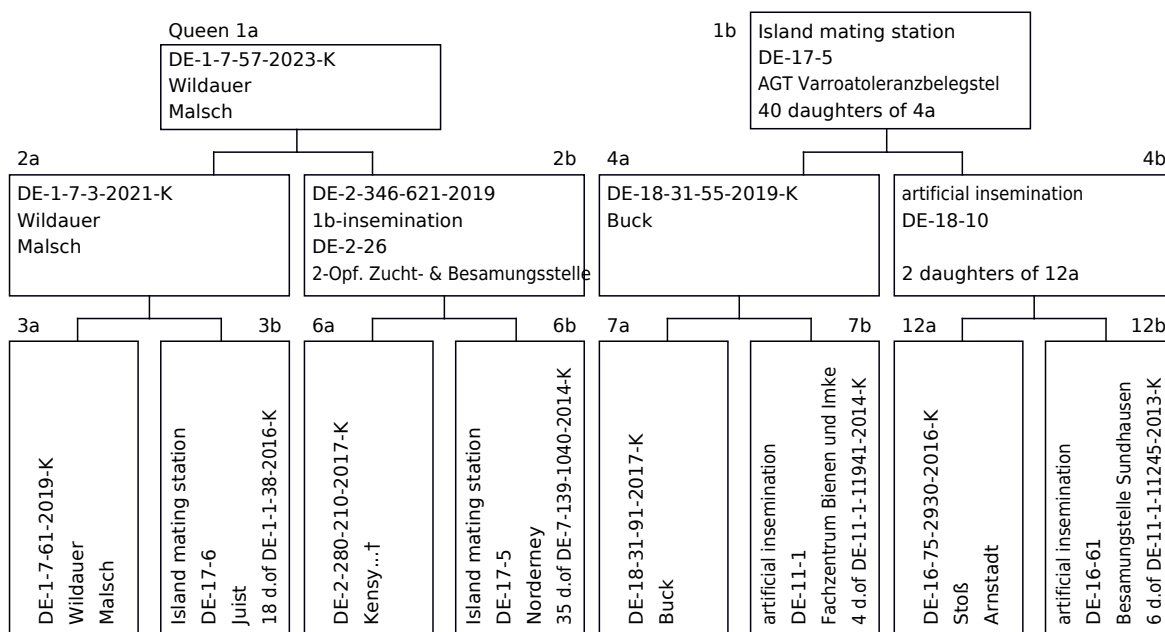 Queen 1a
DE-1-7-57-2023-K
Wildauer
Malsch
1b
Island mating station
DE-17-5
AGT Varroatoleranzbelegstel
40 daughters of 4a
2a
DE-1-7-3-2021-K
Wildauer
Malsch
2b
DE-2-346-621-2019
1b-insemination
DE-2-26
2-Opf. Zucht- & Besamungsstelle
4a
DE-18-31-55-2019-K
Buck
4b
artificial insemination
DE-18-10
2 daughters of 12a
3a
DE-1-7-61-2019-K
Wildauer
Malsch
3b
Island mating station
DE-17-6
Juist
18 d.of DE-1-1-38-2016-K
6a
DE-2-280-210-2017-K
Kensy...†
6b
Island mating station
DE-17-5
Norderney
35 d.of DE-7-139-1040-2014-K
7a
DE-18-31-91-2017-K
Buck
7b
artificial insemination
DE-11-1
Fachzentrum Bienen und Imke
4 d.of DE-11-1-11941-2014-K
12a
DE-16-75-2930-2016-K
Stoß
Arnstadt
12b
artificial insemination
DE-16-61
Besamungstelle Sundhausen
6 d.of DE-11-1-11245-2013-K